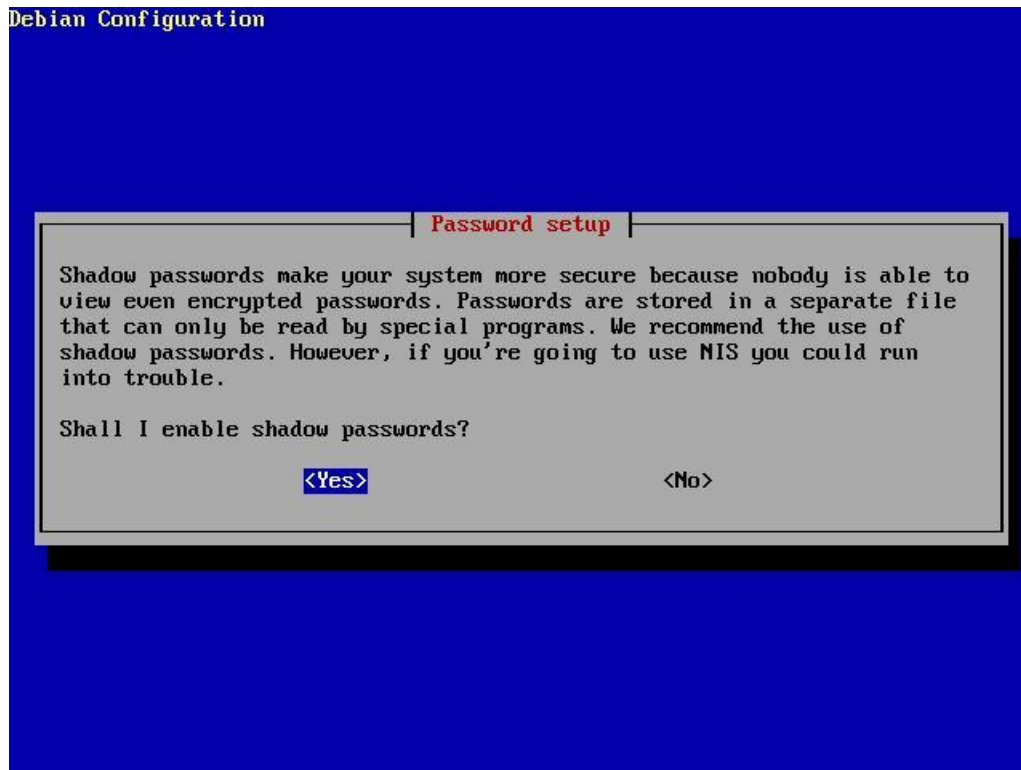 Debian Configuration
Password setup
Shadow passwords make your system more secure because nobody is able to
view even encrypted passwords. Passwords are stored in a separate file
that can only be read by special programs. We recommend the use of
shadow passwords. However, if you're going to use NIS you could run
into trouble.
Shall I enable shadow passwords?
<Yes> <No>